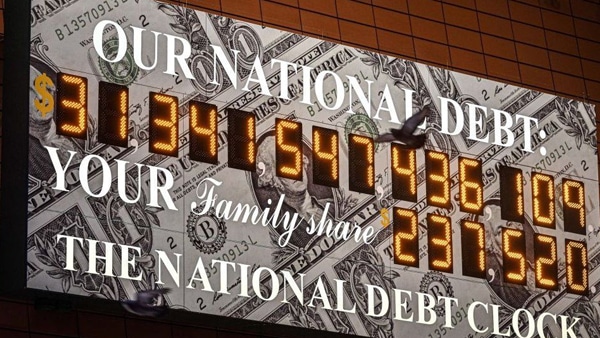 OUR NATIONAL DEBT:
$31,341,547,436,109
YOUR Family share $237,520
THE NATIONAL DEBT CLOCK